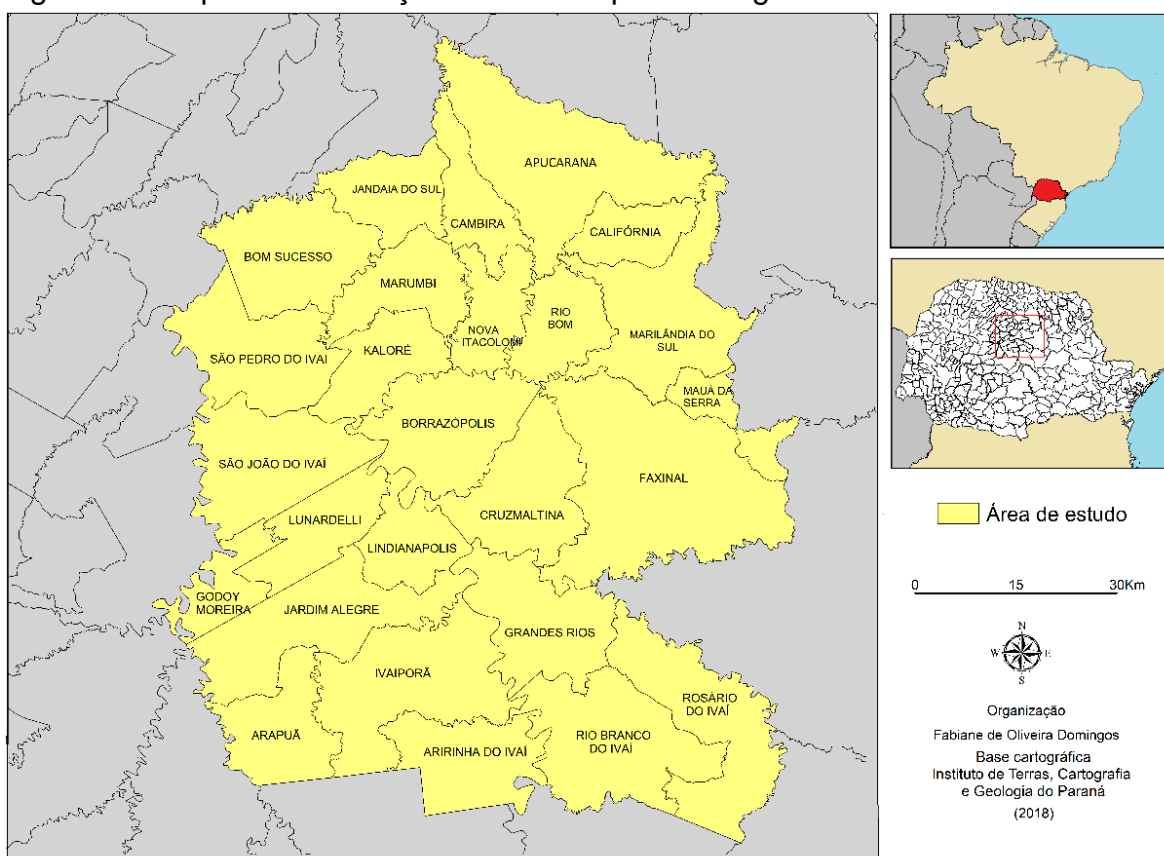 APUCARANA
JANDAIA DO SUL
CAMBIRA
CALIFÓRNIA
BOM SUCESSO
MARUMBI
NOVA
ITACOLOMI
RIO
BOM
MARILÂNDIA DO
SUL
SÃO PEDRO DO IVAI
KALORÉ
MAUÁ DA
SERRA
BORRAZÓPOLIS
SÃO JOÃO DO IVAÍ
FAXINAL
LUNARDELLI
CRUZMALTINA
LINDIANAPOLIS
GODOY
MOREIRA
JARDIM ALEGRE
GRANDES RIOS
IVAIPORÃ
ROSÁRIO
DO IVAÍ
ARAPUÃ
ARIRINHA DO IVAÍ
RIO BRANCO
DO IVAÍ
Área de estudo
0 15 30Km
N
W E
S
Organização
Fabiane de Oliveira Domingos
Base cartográfica
Instituto de Terras, Cartografia
e Geologia do Paraná
(2018)